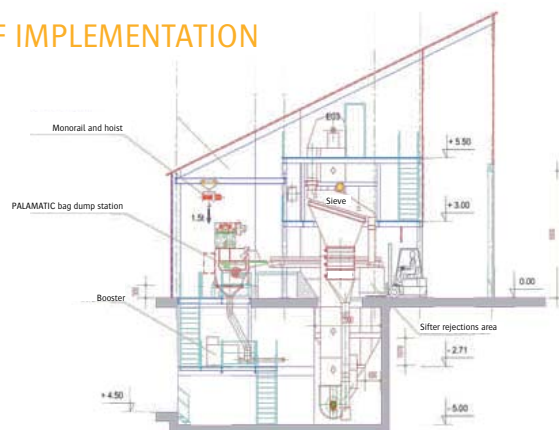 F IMPLEMENTATION
E03
Monorail and hoist
+ 5.50
PALAMATIC bag dump station
Sieve
1.5t
+ 3.00
0.00
Booster
Sifter rejections area
- 2.71
+ 4.50
- 5.00